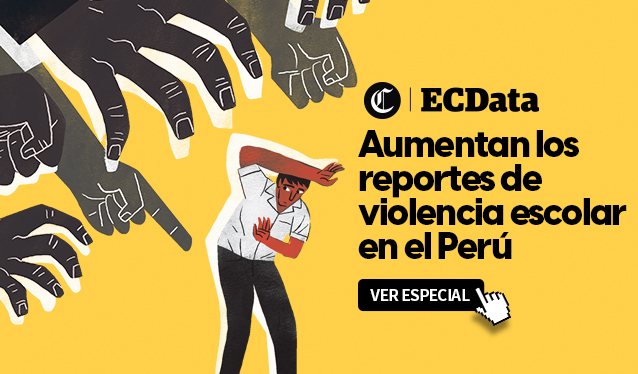 C | ECData
Aumentan los
reportes de
violencia escolar
en el Perú
VER ESPECIAL